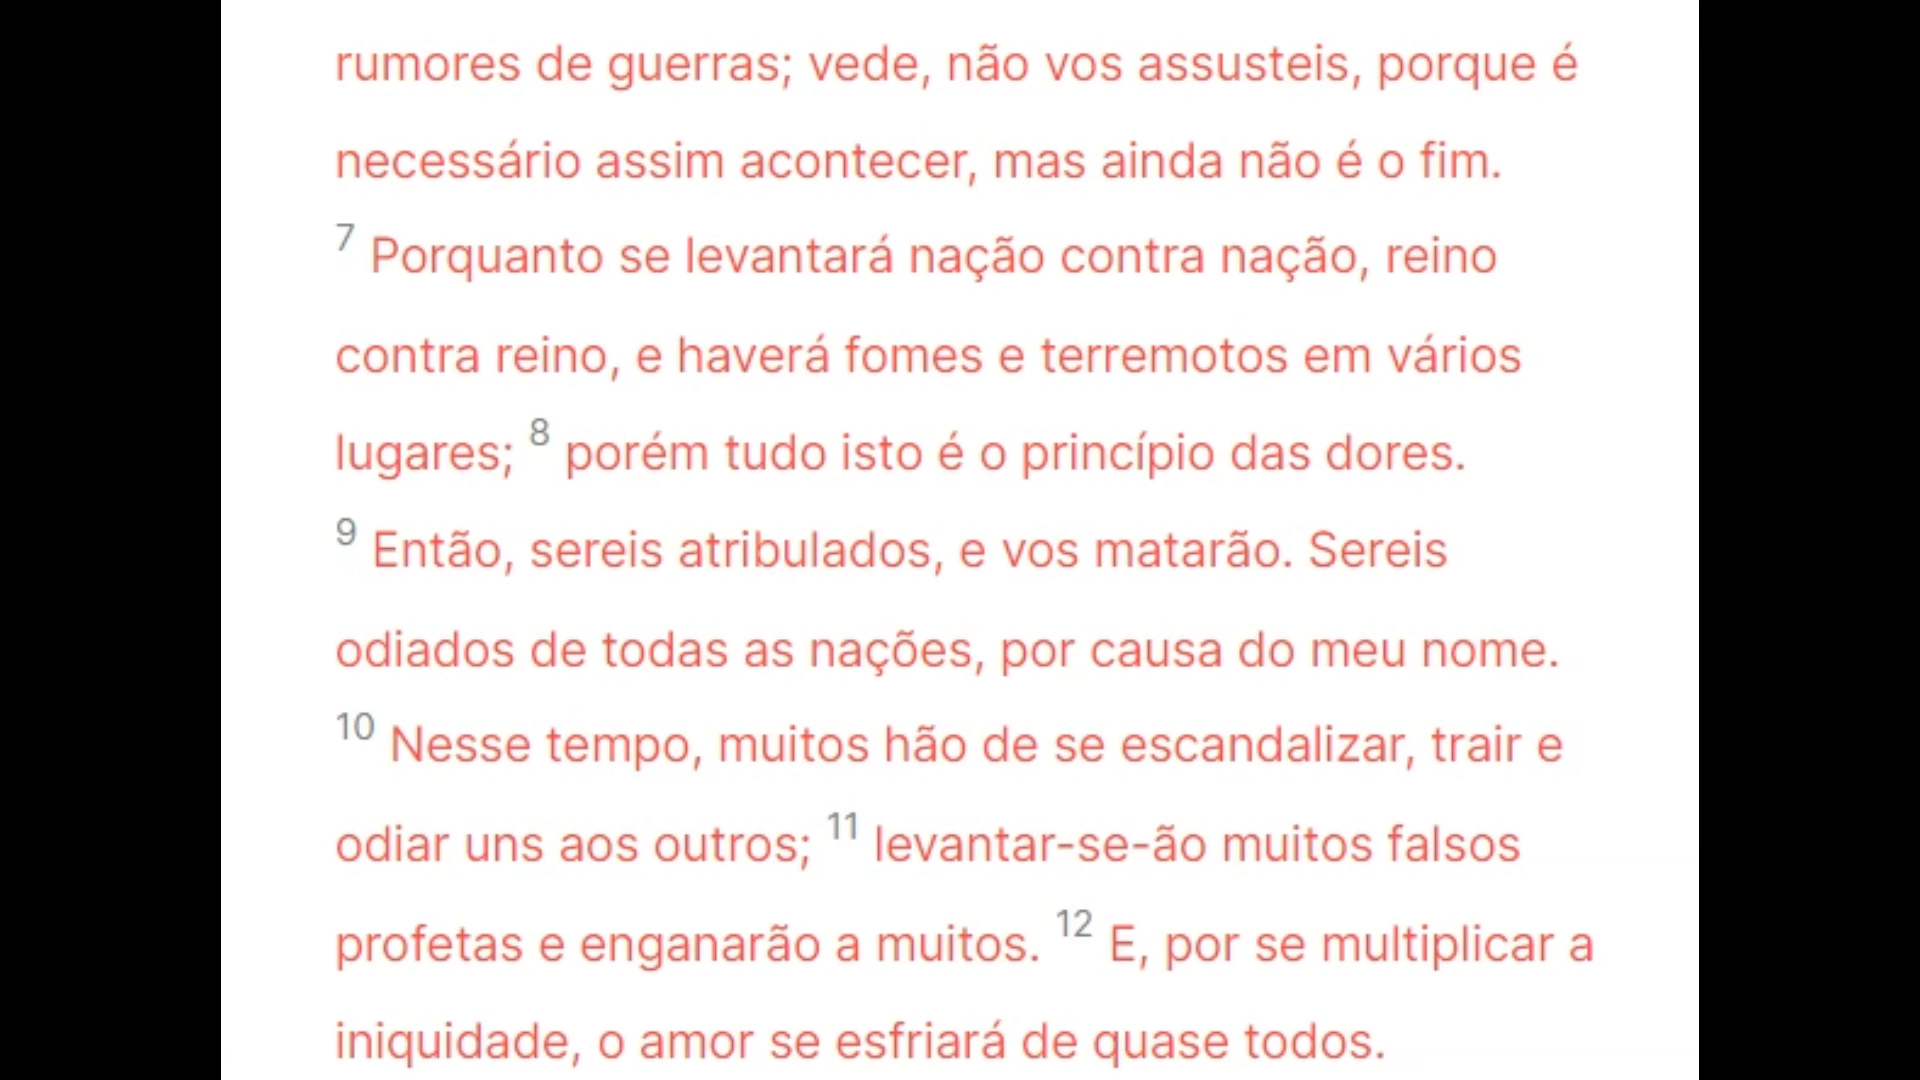 rumores de guerras; vede, não vos assusteis, porque é
necessário assim acontecer, mas ainda não é o fim.
7 Porquanto se levantará nação contra nação, reino
contra reino, e haverá fomes e terremotos em vários
lugares; 8 porém tudo isto é o princípio das dores.
9 Então, sereis atribulados, e vos matarão. Sereis
odiados de todas as nações, por causa do meu nome.
10 Nesse tempo, muitos hão de se escandalizar, trair e
odiar uns aos outros; 11 levantar-se-ão muitos falsos
profetas e enganarão a muitos. 12 E, por se multiplicar a
iniquidade, o amor se esfriará de quase todos.